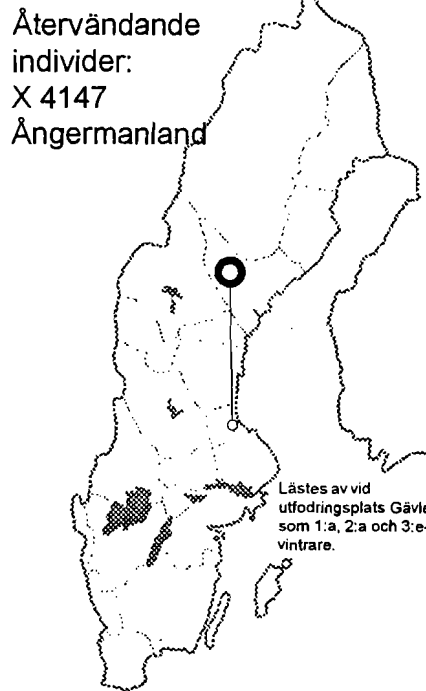 Återvändande
individer:
X 4147
Ångermanland
Lästes av vid
utfodringsplats Gävle
som 1:a, 2:a och 3:e-
vintrare.